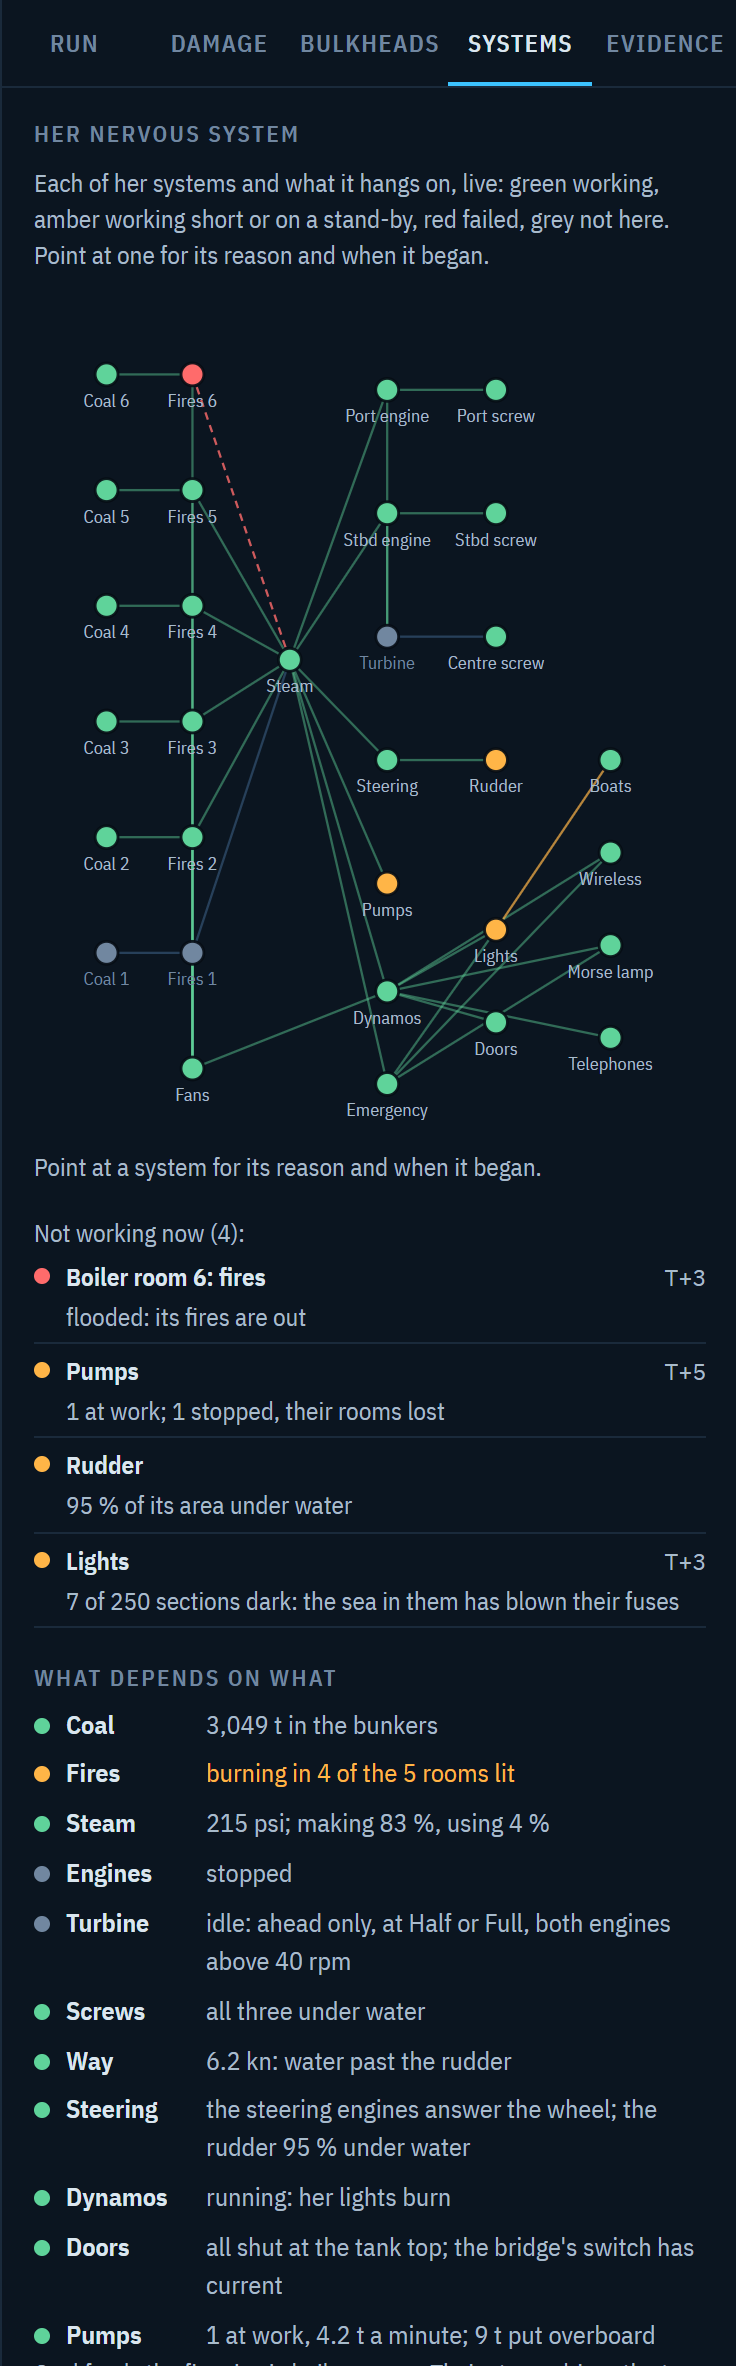 RUN DAMAGE BULKHEADS SYSTEMS EVIDENCE
HER NERVOUS SYSTEM
Each of her systems and what it hangs on, live: green working,
amber working short or on a stand-by, red failed, grey not here.
Point at one for its reason and when it began.
Coal 6 Fires 6
Port engine Port screw
Coal 5 Fires 5
Stbd engine Stbd screw
Coal 4 Fires 4
Turbine Centre screw
Steam
Coal 3 Fires 3
Steering Rudder Boats
Coal 2 Fires 2
Wireless
Pumps
Lights
Morse lamp
Coal 1 Fires 1
Dynamos
Doors
Telephones
Fans
Emergency
Point at a system for its reason and when it began.
Not working now (4):
Boiler room 6: fires T+3
flooded: its fires are out
Pumps T+5
1 at work; 1 stopped, their rooms lost
Rudder
95 % of its area under water
Lights T+3
7 of 250 sections dark: the sea in them has blown their fuses
WHAT DEPENDS ON WHAT
Coal 3,049 t in the bunkers
Fires burning in 4 of the 5 rooms lit
Steam 215 psi; making 83 %, using 4 %
Engines stopped
Turbine idle: ahead only, at Half or Full, both engines
above 40 rpm
Screws all three under water
Way 6.2 kn: water past the rudder
Steering the steering engines answer the wheel; the
rudder 95 % under water
Dynamos running: her lights burn
Doors all shut at the tank top; the bridge's switch has
current
Pumps 1 at work, 4.2 t a minute; 9 t put overboard